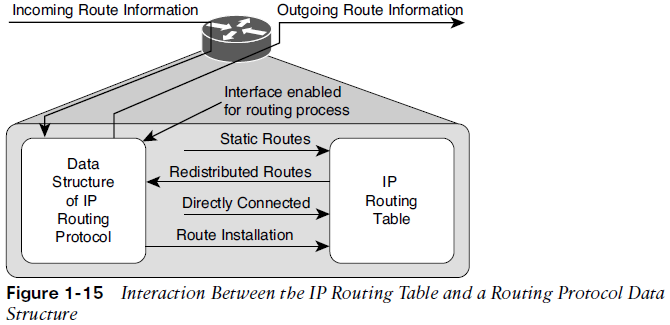 Incoming Route Information
Outgoing Route Information
Interface enabled
for routing process
Data
Structure
of IP
Routing
Protocol
Static Routes
Redistributed Routes
Directly Connected
Route Installation
IP
Routing
Table
Figure 1-15 Interaction Between the IP Routing Table and a Routing Protocol Data
Structure